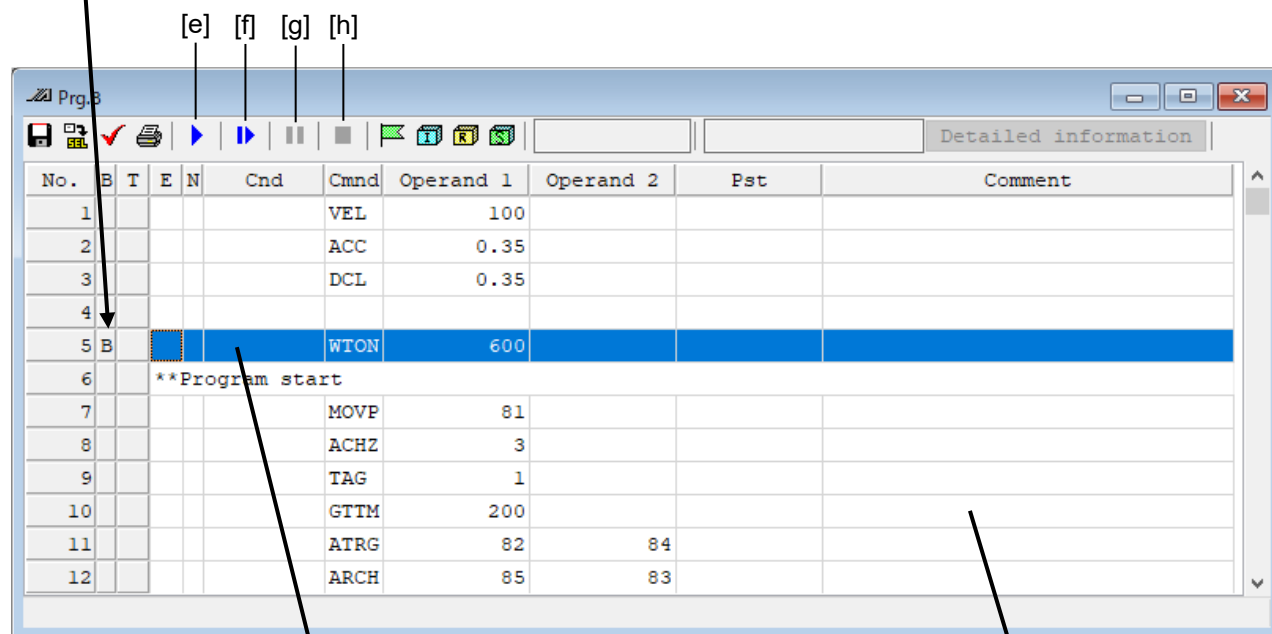 [e] [f] [g] [h]
Prg.8
SEL I R S Detailed information
No. B T E N Cnd Cmnd Operand 1 Operand 2 Pst Comment
1 VEL 100
2 ACC 0.35
3 DCL 0.35
4
5 B WTON 600
6 **Program start
7 MOVP 81
8 ACHZ 3
9 TAG 1
10 GTTM 200
11 ATRG 82 84
12 ARCH 85 83